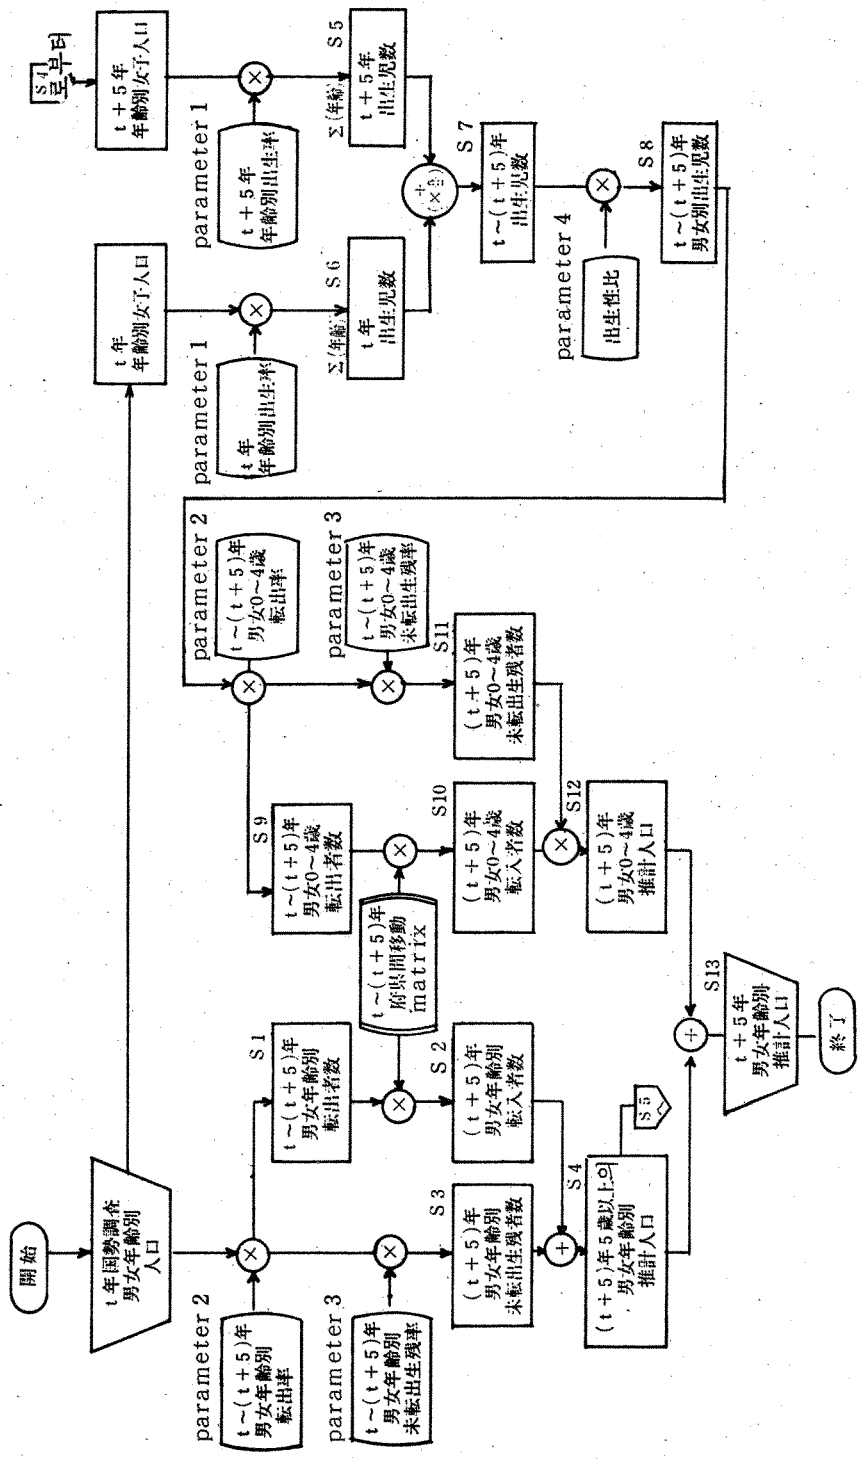 開始
t年国勢調査
男女年齢別
人口
parameter 2
t～(t+5)年
男女年齢別
転出率
parameter 3
t～(t+5)年
男女年齢別
未転出生残率
×
×
S1
t～(t+5)年
男女年齢別
転出者数
×
S2
(t+5)年
男女年齢別
転入者数
S3
(t+5)年
男女年齢別
未転出生残者数
+
S4
(t+5)年5歳以上의
男女年齢別
推計人口
S5
t～(t+5)年
府県間移動
matrix
S9
t～(t+5)年
男女0～4歳
転出者数
×
S10
(t+5)年
男女0～4歳
転入者数
parameter 2
t～(t+5)年
男女0～4歳
転出率
×
parameter 3
t～(t+5)年
男女0～4歳
未転出生残率
×
S11
(t+5)年
男女0～4歳
未転出生残者数
×
S12
(t+5)年
男女0～4歳
推計人口
+
S13
t+5年
男女年齢別
推計人口
終了
t年
年齢別女子人口
parameter 1
t年
年齢別出生率
×
Σ(年齢)
S6
t年
出生児数
S4
로부터
t+5年
年齢別女子人口
parameter 1
t+5年
年齢別出生率
×
Σ(年齢)
S5
t+5年
出生児数
+
(×5/2)
S7
t～(t+5)年
出生児数
parameter 4
出生性比
×
S8
t～(t+5)年
男女別出生児数